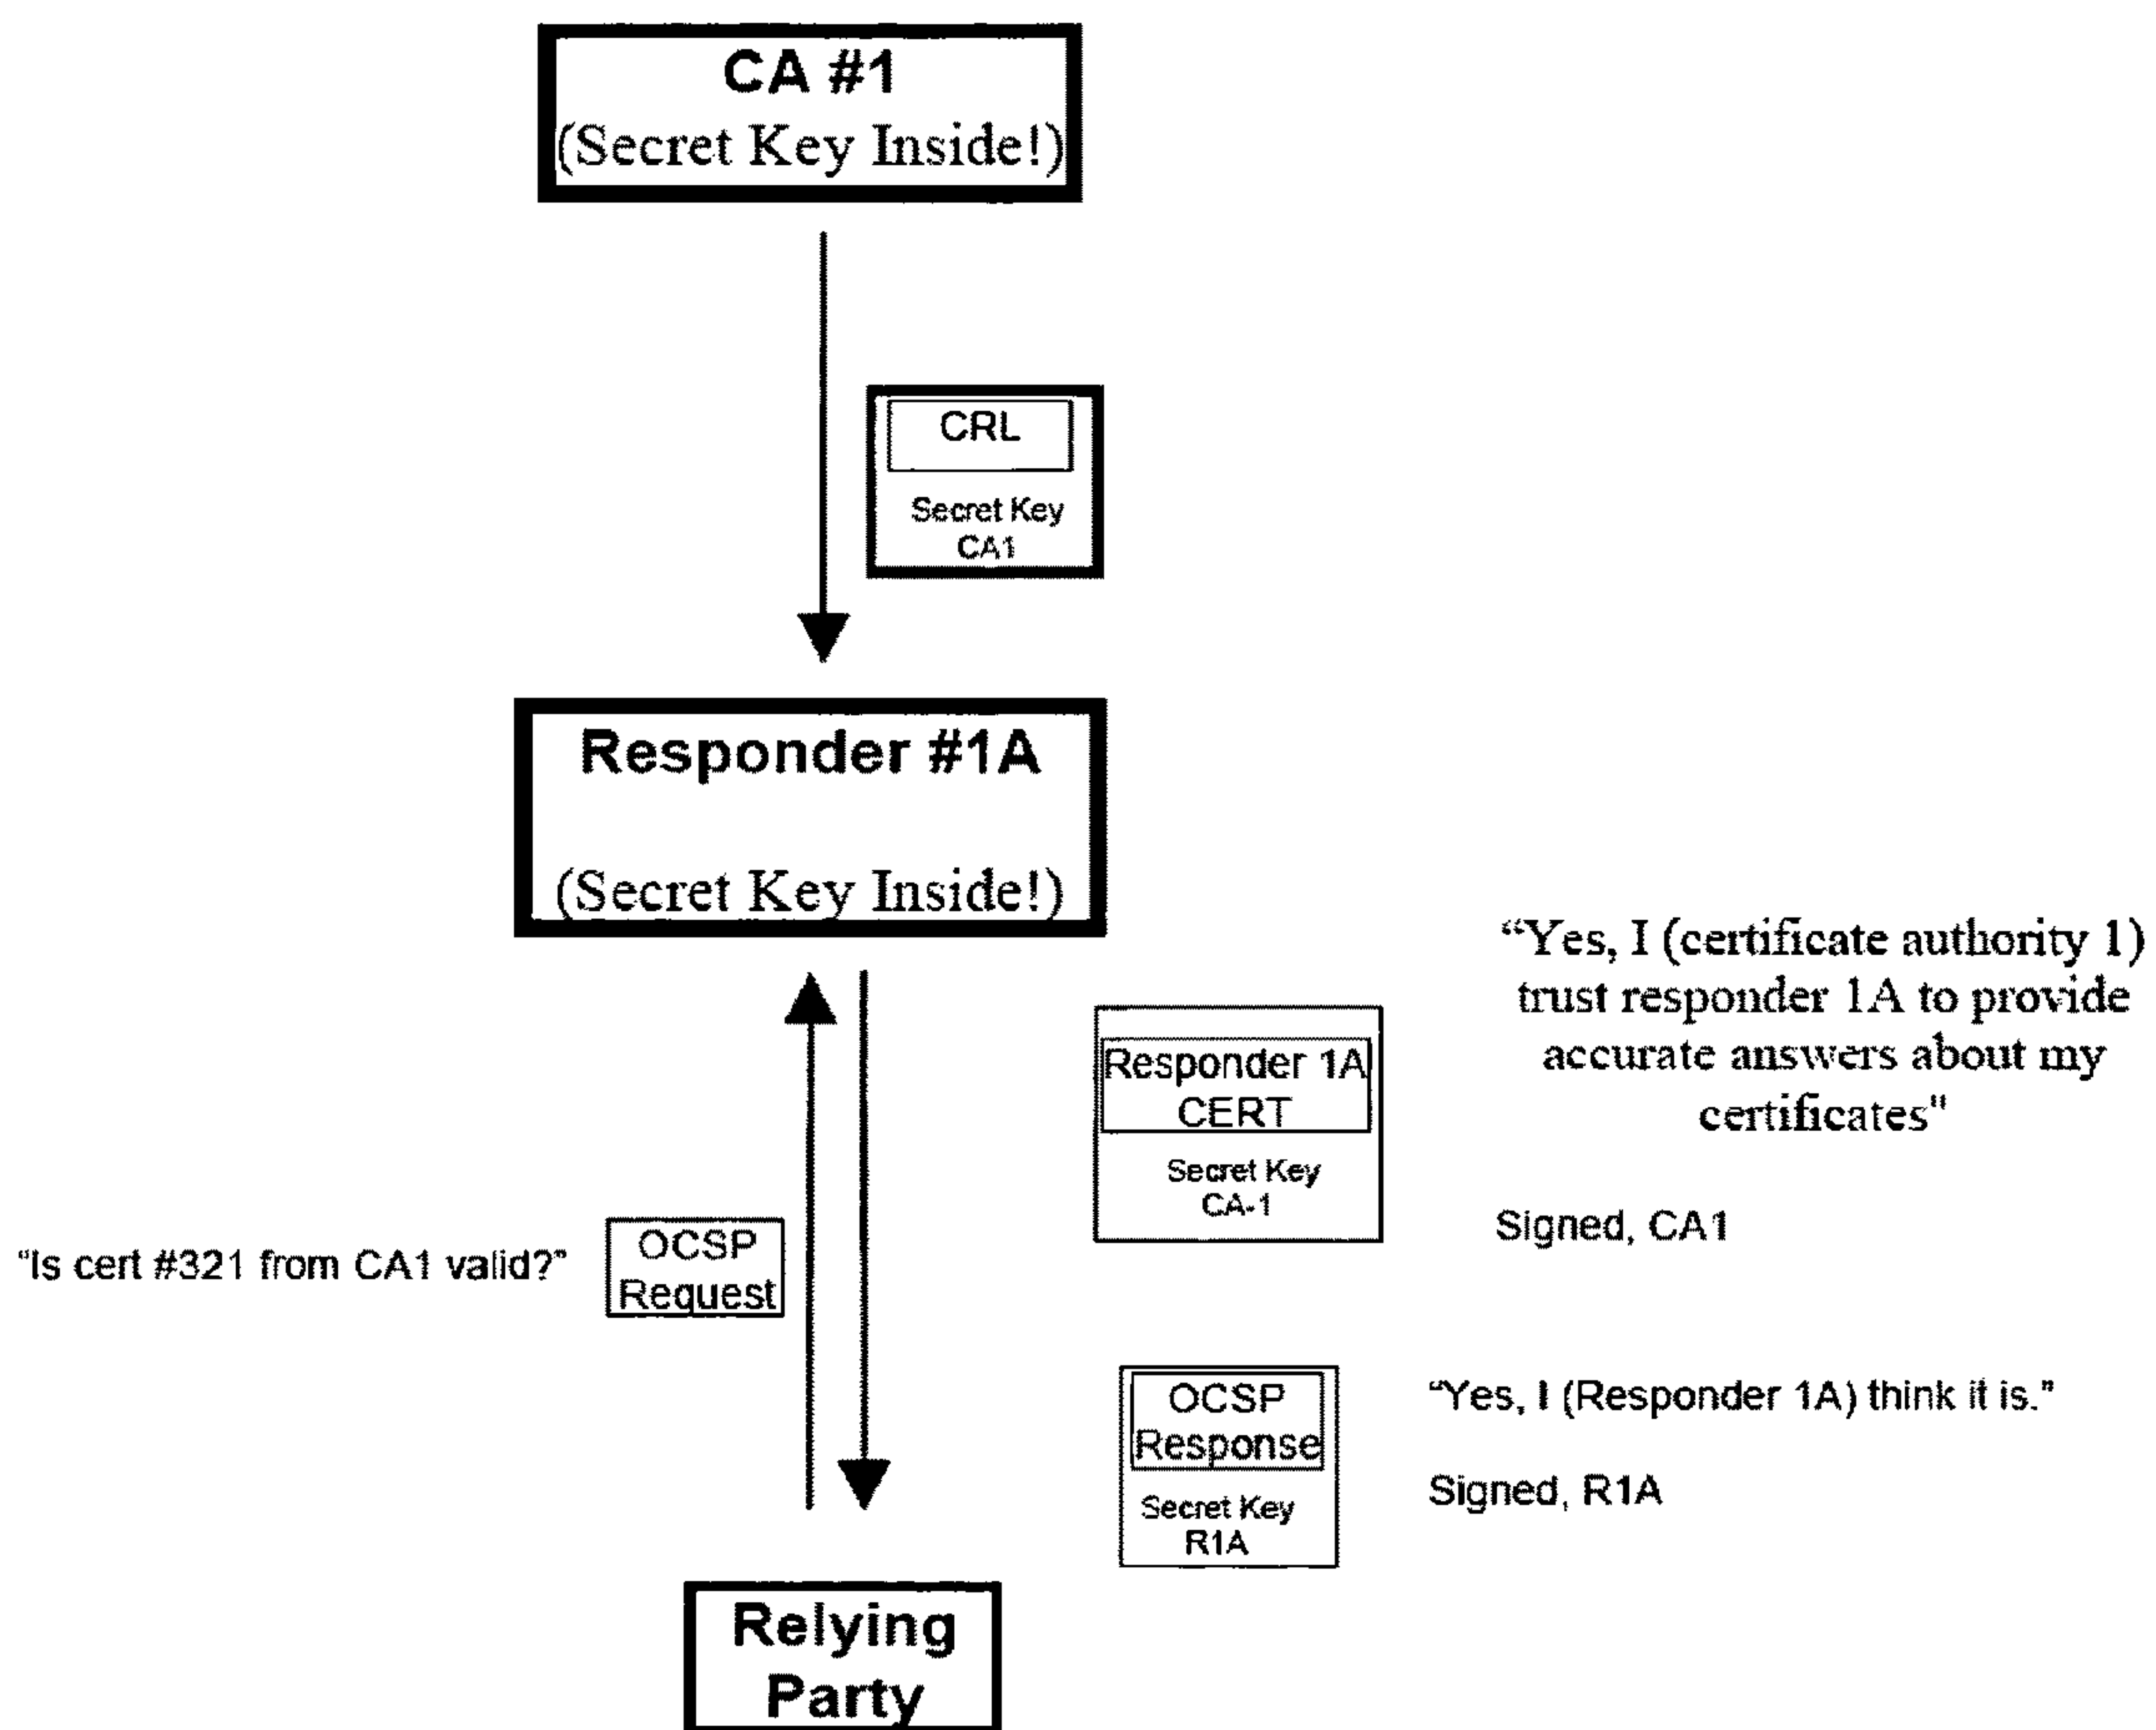 CA #1
(Secret Key Inside!)
CRL
Secret Key
CA1
Responder #1A
(Secret Key Inside!)
“Yes, I (certificate authority 1)
trust responder 1A to provide
accurate answers about my
certificates"
Responder 1A
CERT
Secret Key
CA-1
Signed, CA1
“Is cert #321 from CA1 valid?”
OCSP
Request
OCSP
Response
Secret Key
R1A
“Yes, I (Responder 1A) think it is.”
Signed, R1A
Relying
Party